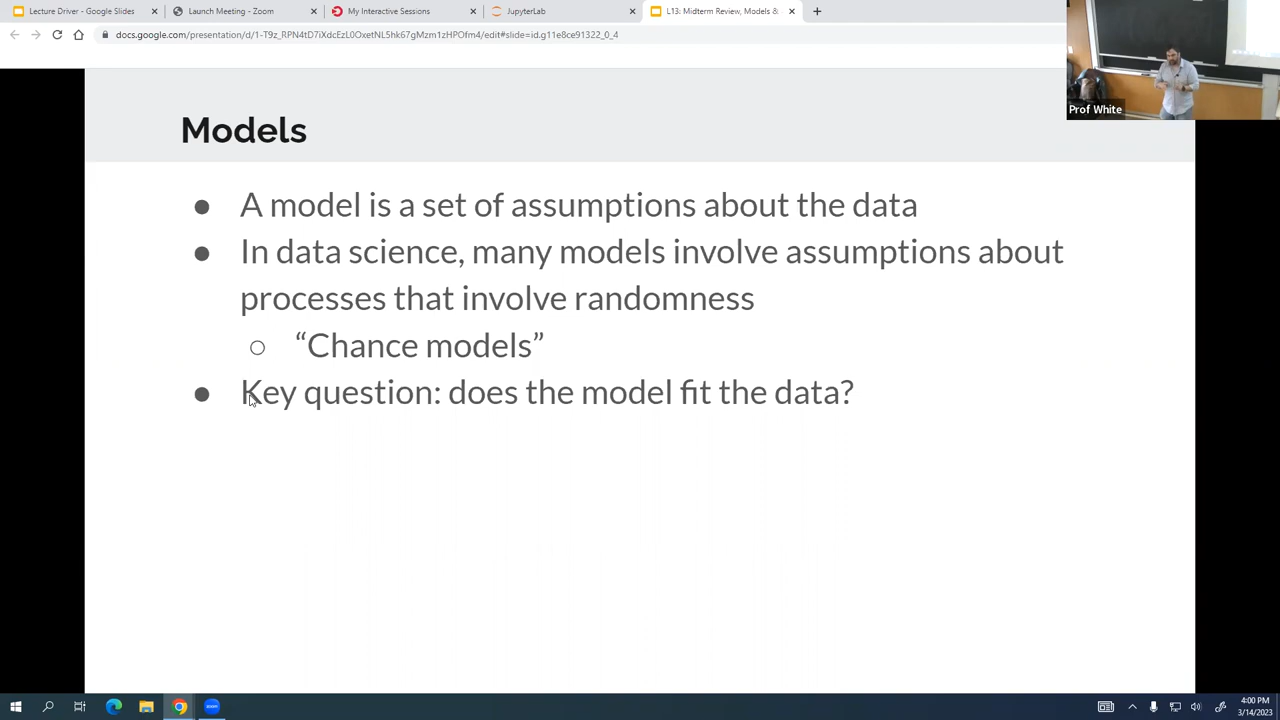 Lecture Driver - Google Slides
Launch Meeting - Zoom
My Interactive Sessions
JupyterLab
L13: Midterm Review, Models &
docs.google.com/presentation/d/1-T9z_RPN4tD7iXdcEzL0OxetNL5hk67gMzm1zHPOfm4/edit#slide=id.g11e8ce91322_0_4
Prof White
Models
● A model is a set of assumptions about the data
● In data science, many models involve assumptions about
processes that involve randomness
○ “Chance models”
● Key question: does the model fit the data?
zoom
4:00 PM
3/14/2023